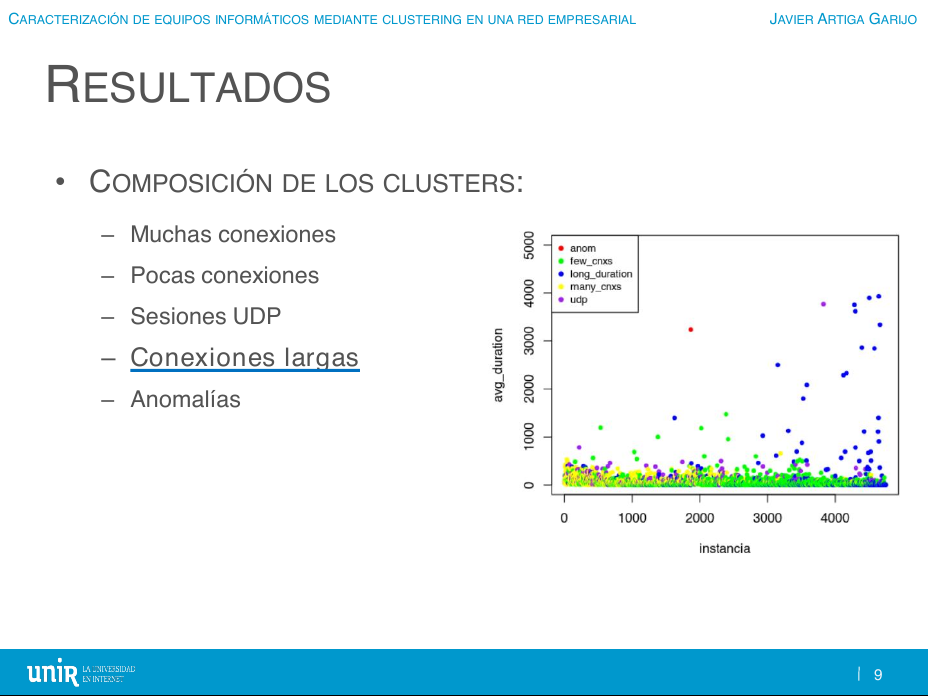 CARACTERIZACIÓN DE EQUIPOS INFORMÁTICOS MEDIANTE CLUSTERING EN UNA RED EMPRESARIAL
JAVIER ARTIGA GARIJO
RESULTADOS
• COMPOSICIÓN DE LOS CLUSTERS:
– Muchas conexiones
– Pocas conexiones
– Sesiones UDP
– Conexiones largas
– Anomalías
anom
few_cnxs
long_duration
many_cnxs
udp
avg_duration
5000
4000
3000
2000
1000
0
0 1000 2000 3000 4000
instancia
unir LA UNIVERSIDAD
EN INTERNET
| 9